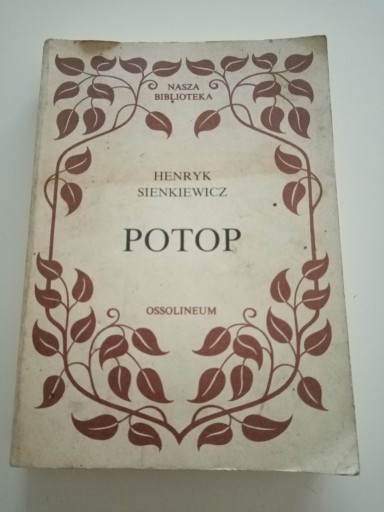 NASZA
BIBLIOTEKA
HENRYK
SIENKIEWICZ
POTOP
OSSOLINEUM